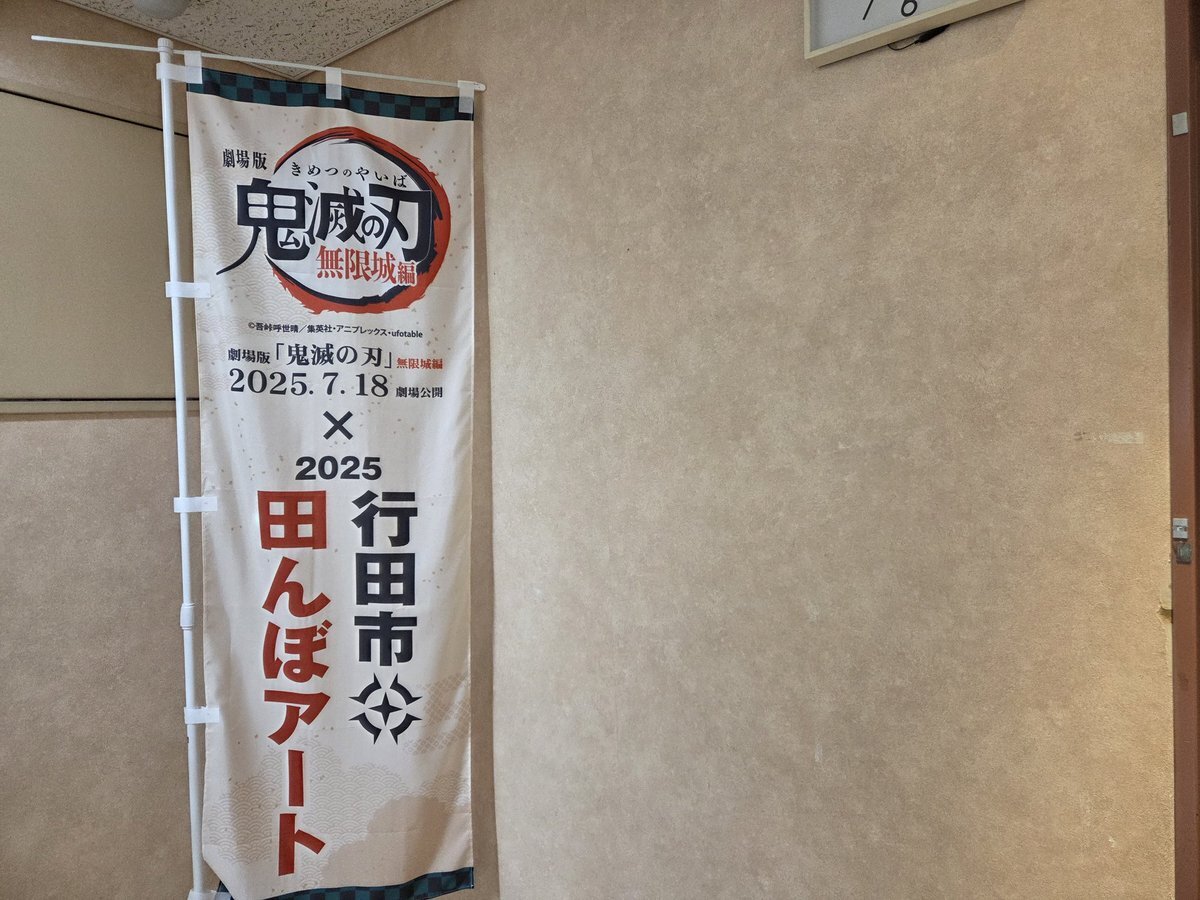 劇場版
きめつのやいば
鬼滅の刃
無限城編
©吾峠呼世晴／集英社・アニプレックス・ufotable
劇場版「鬼滅の刃」無限城編
2025.7.18 劇場公開
×
2025
行田市
田んぼアート